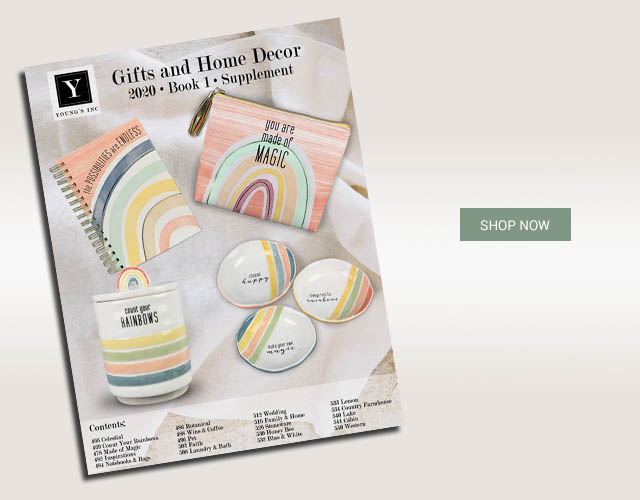 Y
YOUNG'S INC
Gifts and Home Decor
2020 • Book 1 • Supplement
the POSSIBILITIES are ENDLESS
you are
made of
MAGIC
choose
happy
count your
RAINBOWS
make your own
magic
Contents:
466 Celestial
469 Count Your Rainbows
478 Made of Magic
482 Inspirations
484 Notebooks & Bags
486 Botanical
488 Wine & Coffee
496 Pet
503 Faith
508 Laundry & Bath
512 Wedding
516 Family & Home
526 Stoneware
530 Honey Bee
532 Blue & White
533 Lemon
534 Country Farmhouse
540 Lake
544 Cabin
550 Western
SHOP NOW